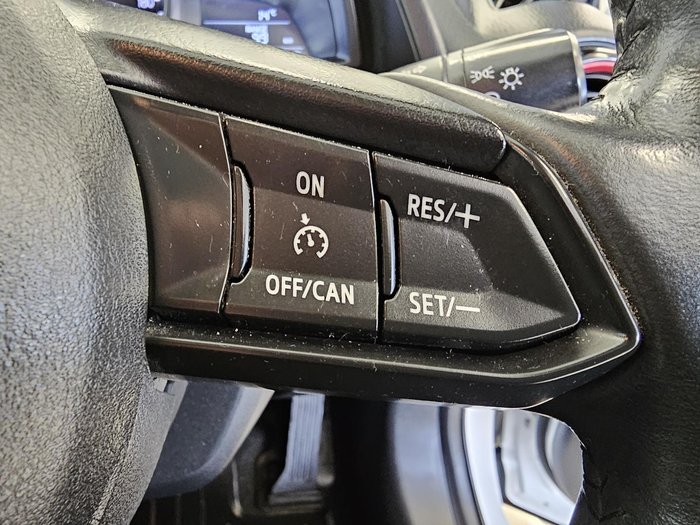 ON
OFF/CAN
RES/+
SET/—